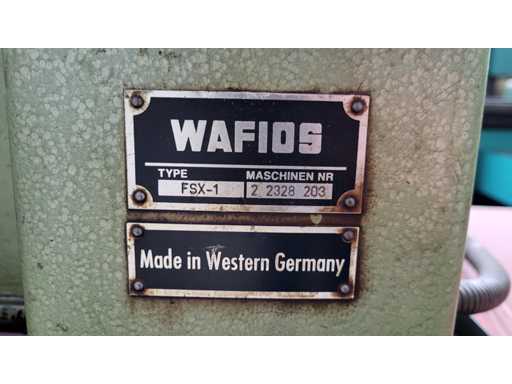 WAFIOS
TYPE MASCHINEN NR
FSX-1 2 2328 203
Made in Western Germany